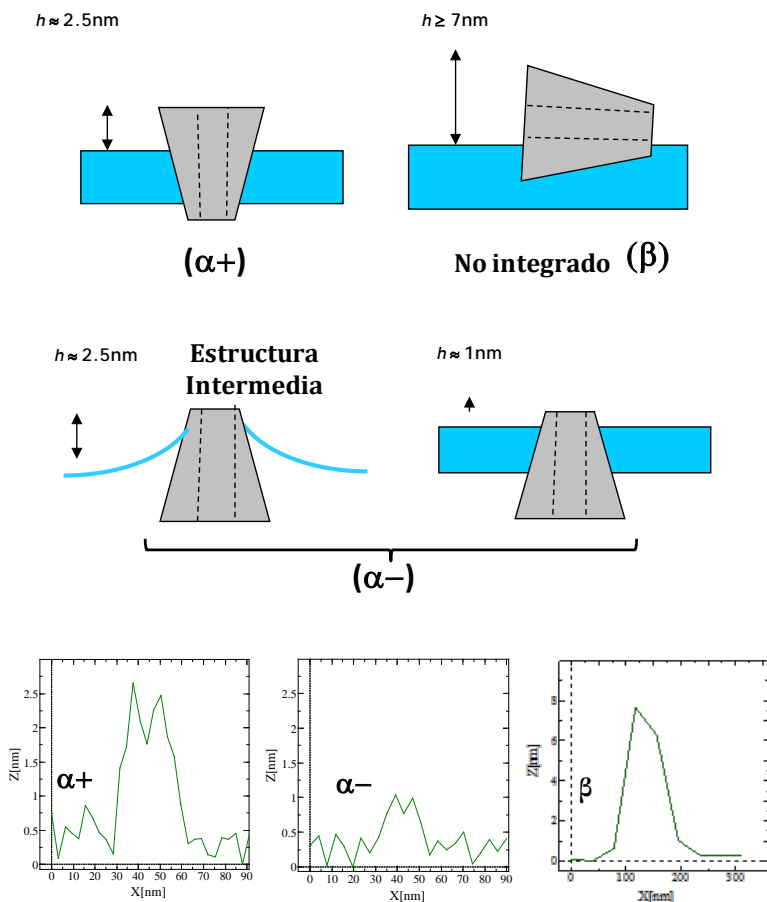 h ≈ 2.5nm
h ≥ 7nm
(α+)
No integrado (β)
h ≈ 2.5nm
Estructura
Intermedia
h ≈ 1nm
(α−)
2.5
2
1.5
1
0.5
0
Z[nm]
α+
0 10 20 30 40 50 60 70 80 90
X[nm]
2.5
2
1.5
1
0.5
0
Z[nm]
α−
0 10 20 30 40 50 60 70 80 90
X[nm]
8
6
4
2
0
Z[nm]
β
0 100 200 300
X[nm]